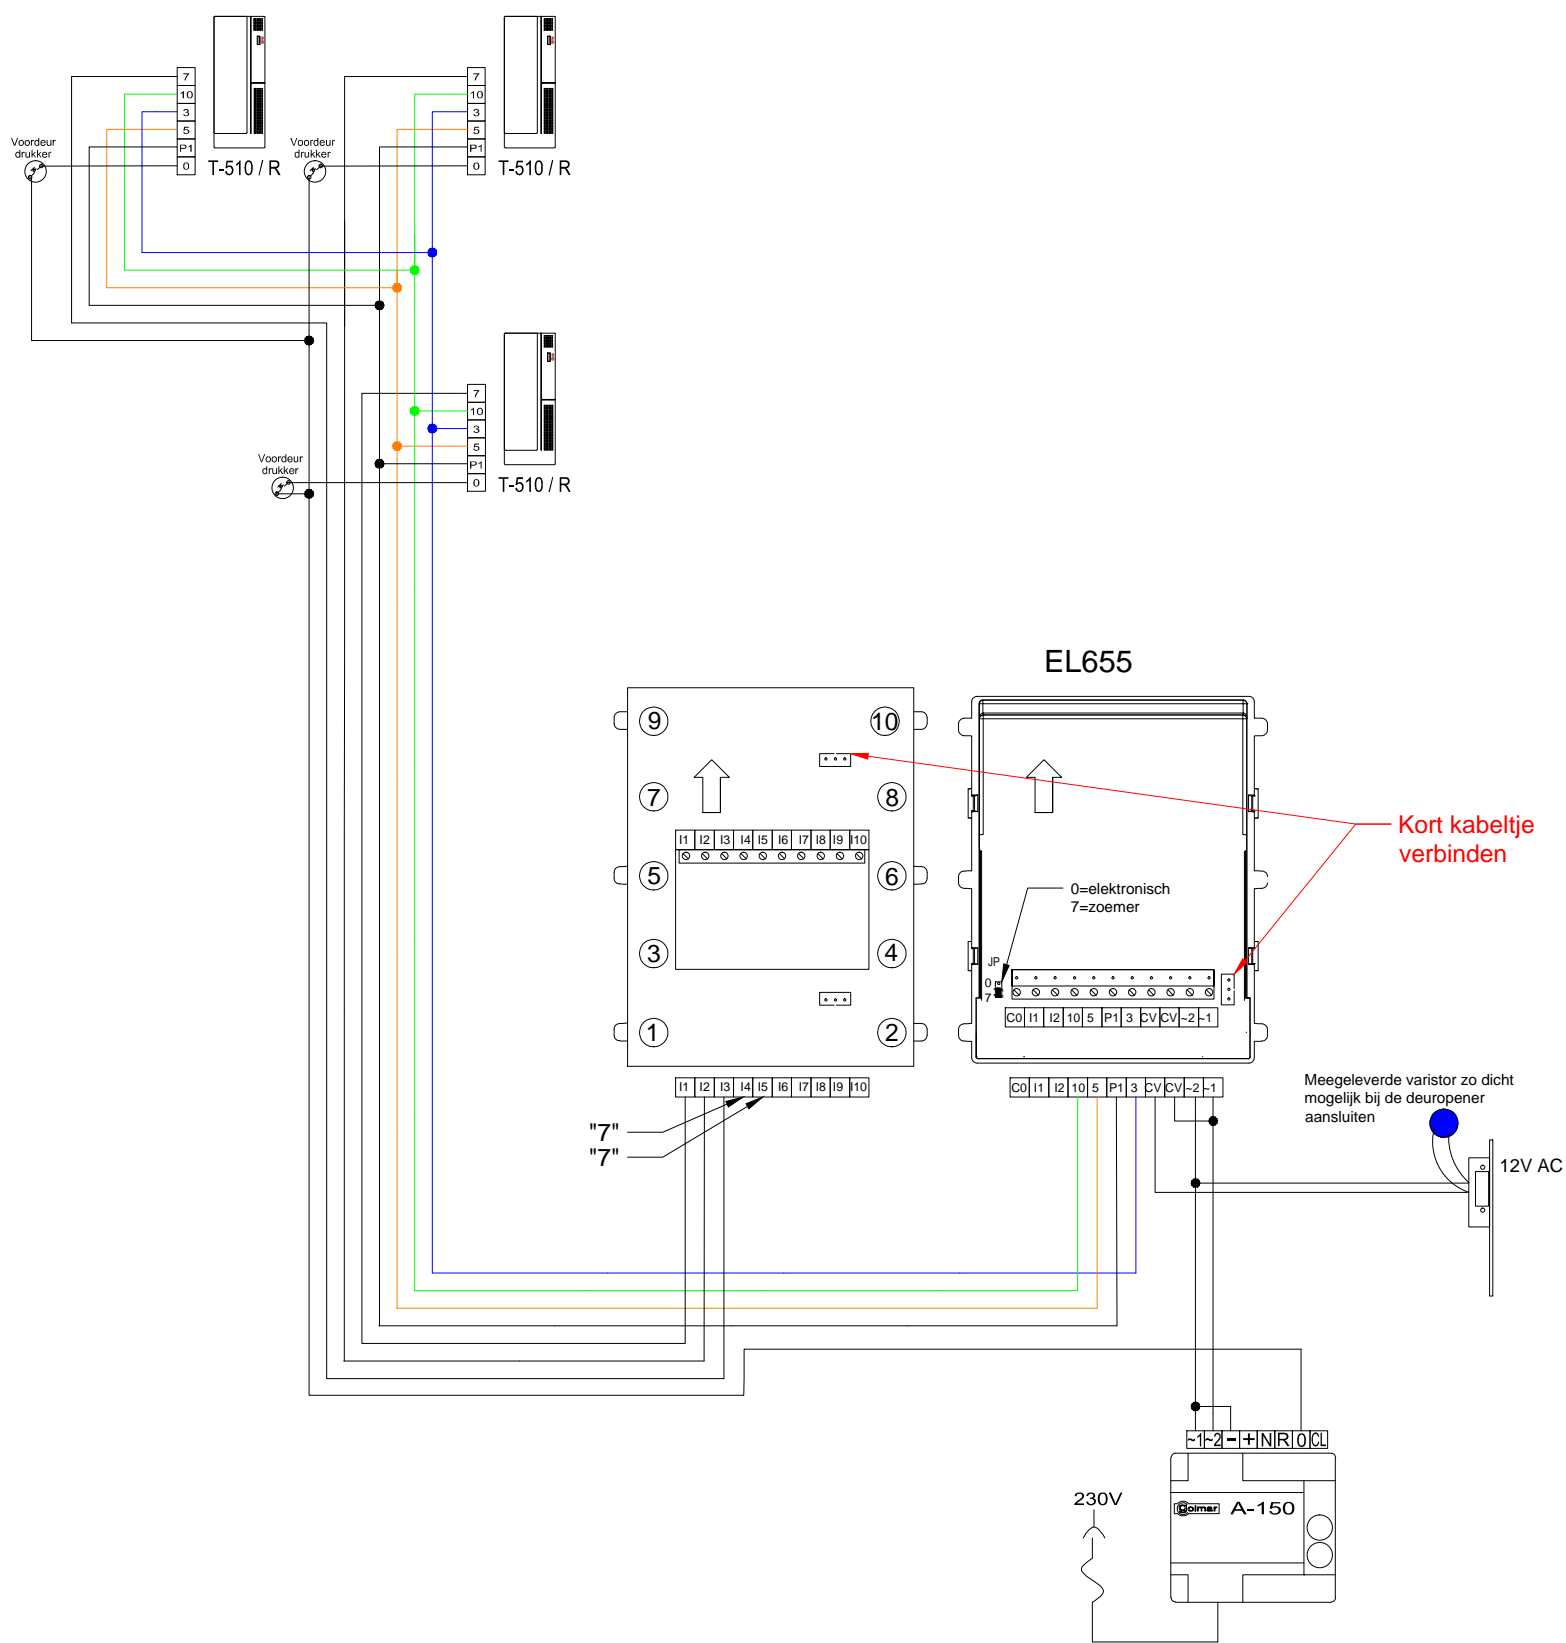 7
10
3
5
P1
0
Voordeur
drukker
T-510 / R
7
10
3
5
P1
0
Voordeur
drukker
T-510 / R
7
10
3
5
P1
0
Voordeur
drukker
T-510 / R
EL655
9
10
7
8
I1 I2 I3 I4 I5 I6 I7 I8 I9 I10
5
6
3
4
1
2
I1 I2 I3 I4 I5 I6 I7 I8 I9 I10
"7"
"7"
Kort kabeltje
verbinden
0=elektronisch
7=zoemer
JP
0
7
C0 I1 I2 10 5 P1 3 CV CV ~2 ~1
C0 I1 I2 10 5 P1 3 CV CV ~2 ~1
Meegeleverde varistor zo dicht
mogelijk bij de deuropener
aansluiten
12V AC
~1 ~2 - + N R 0 CL
Golmar A-150
230V